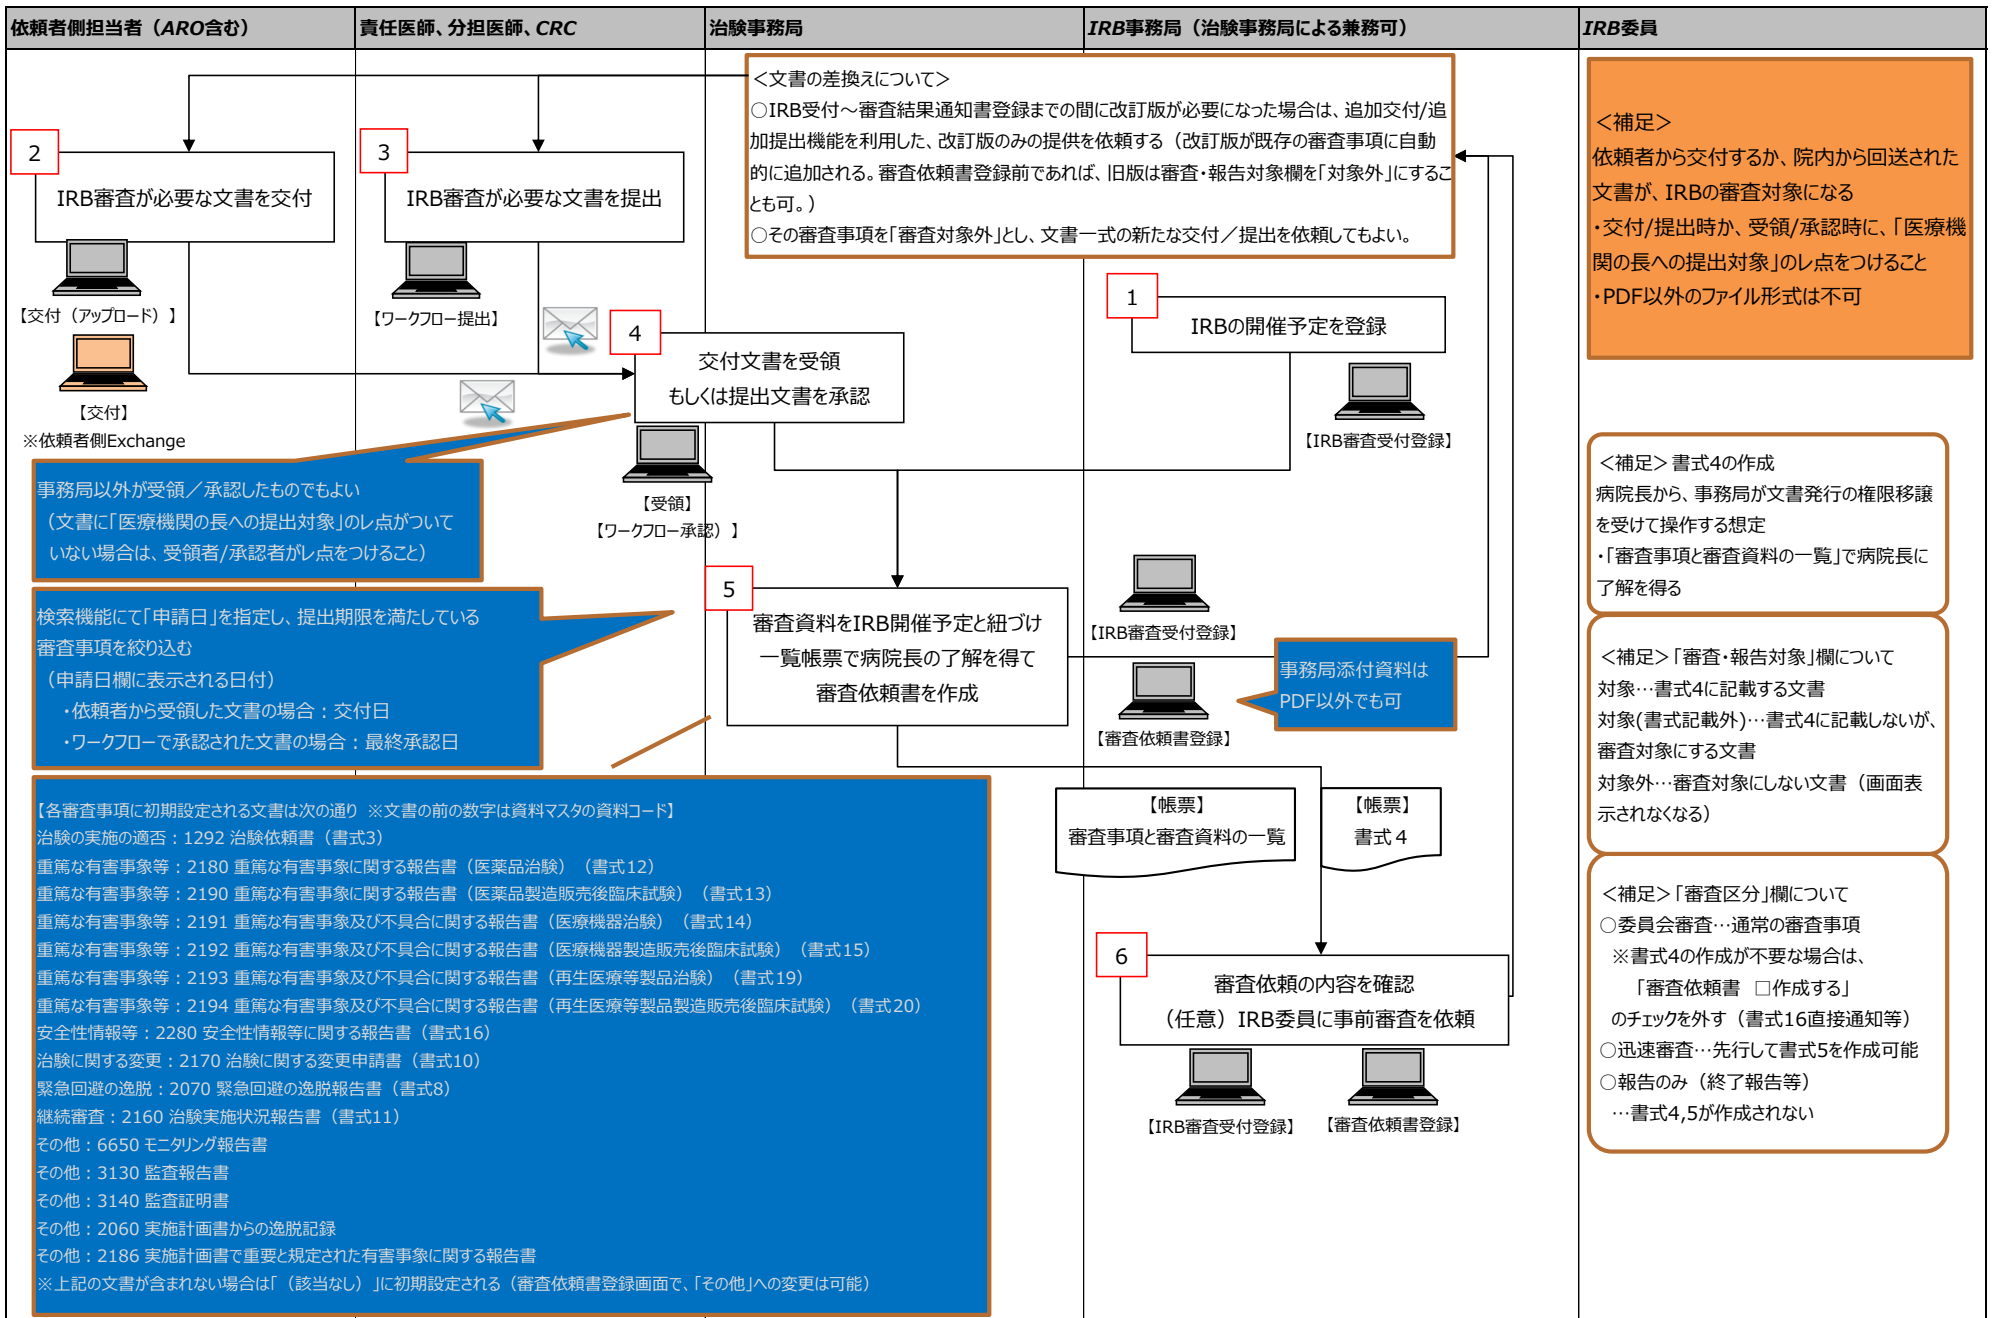 依頼者側担当者（ARO含む）
責任医師、分担医師、CRC
治験事務局
IRB事務局（治験事務局による兼務可）
IRB委員
＜文書の差換えについて＞
○IRB受付～審査結果通知書登録までの間に改訂版が必要になった場合は、追加交付/追
加提出機能を利用した、改訂版のみの提供を依頼する（改訂版が既存の審査事項に自動
的に追加される。審査依頼書登録前であれば、旧版は審査・報告対象欄を「対象外」にするこ
とも可。）
○その審査事項を「審査対象外」とし、文書一式の新たな交付／提出を依頼してもよい。
2
IRB審査が必要な文書を交付
【交付（アップロード）】
【交付】
※依頼者側Exchange
3
IRB審査が必要な文書を提出
【ワークフロー提出】
4
交付文書を受領
もしくは提出文書を承認
【受領】
【ワークフロー承認）】
1
IRBの開催予定を登録
【IRB審査受付登録】
事務局以外が受領／承認したものでもよい
（文書に「医療機関の長への提出対象」のレ点がついて
いない場合は、受領者/承認者がレ点をつけること）
検索機能にて「申請日」を指定し、提出期限を満たしている
審査事項を絞り込む
（申請日欄に表示される日付）
・依頼者から受領した文書の場合：交付日
・ワークフローで承認された文書の場合：最終承認日
5
審査資料をIRB開催予定と紐づけ
一覧帳票で病院長の了解を得て
審査依頼書を作成
【IRB審査受付登録】
【審査依頼書登録】
事務局添付資料は
PDF以外でも可
【帳票】
審査事項と審査資料の一覧
【帳票】
書式４
6
審査依頼の内容を確認
（任意）IRB委員に事前審査を依頼
【IRB審査受付登録】
【審査依頼書登録】
【各審査事項に初期設定される文書は次の通り ※文書の前の数字は資料マスタの資料コード】
治験の実施の適否：1292 治験依頼書（書式3）
重篤な有害事象等：2180 重篤な有害事象に関する報告書（医薬品治験）（書式12）
重篤な有害事象等：2190 重篤な有害事象に関する報告書（医薬品製造販売後臨床試験）（書式13）
重篤な有害事象等：2191 重篤な有害事象及び不具合に関する報告書（医療機器治験）（書式14）
重篤な有害事象等：2192 重篤な有害事象及び不具合に関する報告書（医療機器製造販売後臨床試験）（書式15）
重篤な有害事象等：2193 重篤な有害事象及び不具合に関する報告書（再生医療等製品治験）（書式19）
重篤な有害事象等：2194 重篤な有害事象及び不具合に関する報告書（再生医療等製品製造販売後臨床試験）（書式20）
安全性情報等：2280 安全性情報等に関する報告書（書式16）
治験に関する変更：2170 治験に関する変更申請書（書式10）
緊急回避の逸脱：2070 緊急回避の逸脱報告書（書式8）
継続審査：2160 治験実施状況報告書（書式11）
その他：6650 モニタリング報告書
その他：3130 監査報告書
その他：3140 監査証明書
その他：2060 実施計画書からの逸脱記録
その他：2186 実施計画書で重要と規定された有害事象に関する報告書
※上記の文書が含まれない場合は「（該当なし）」に初期設定される（審査依頼書登録画面で、「その他」への変更は可能）
＜補足＞
依頼者から交付するか、院内から回送された
文書が、IRBの審査対象になる
・交付/提出時か、受領/承認時に、「医療機
関の長への提出対象」のレ点をつけること
・PDF以外のファイル形式は不可
＜補足＞書式4の作成
病院長から、事務局が文書発行の権限移譲
を受けて操作する想定
・「審査事項と審査資料の一覧」で病院長に
了解を得る
＜補足＞「審査・報告対象」欄について
対象…書式4に記載する文書
対象(書式記載外)…書式4に記載しないが、
審査対象にする文書
対象外…審査対象にしない文書（画面表
示されなくなる）
＜補足＞「審査区分」欄について
○委員会審査…通常の審査事項
※書式4の作成が不要な場合は、
「審査依頼書　□作成する」
のチェックを外す（書式16直接通知等）
○迅速審査…先行して書式5を作成可能
○報告のみ（終了報告等）
…書式4,5が作成されない